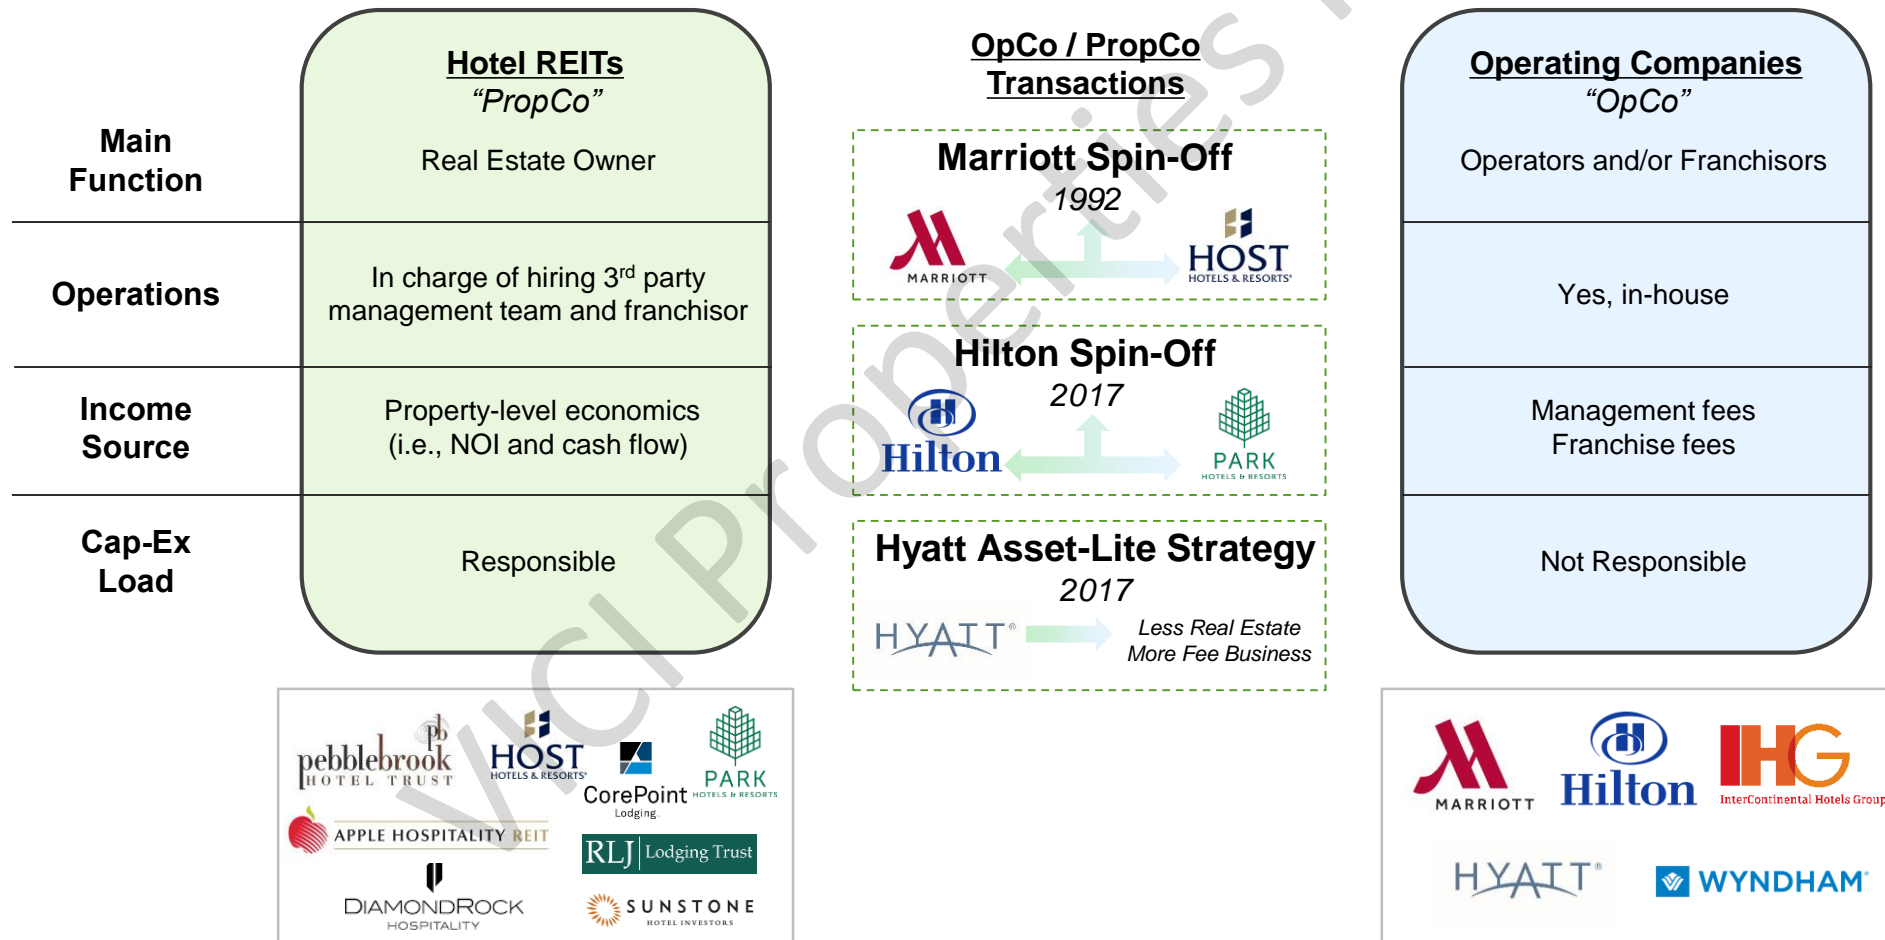 Hotel REITs
“PropCo”
OpCo / PropCo
Transactions
Operating Companies
“OpCo”
Main
Function
Real Estate Owner
Operators and/or Franchisors
Operations
In charge of hiring 3rd party
management team and franchisor
Yes, in-house
Income
Source
Property-level economics
(i.e., NOI and cash flow)
Management fees
Franchise fees
Cap-Ex
Load
Responsible
Not Responsible
Marriott Spin-Off
1992
MARRIOTT
HOST
HOTELS & RESORTS®
Hilton Spin-Off
2017
Hilton
PARK
HOTELS & RESORTS
Hyatt Asset-Lite Strategy
2017
HYATT®
Less Real Estate
More Fee Business
pb
pebblebrook
HOTEL TRUST
HOST
HOTELS & RESORTS®
CorePoint
Lodging
PARK
HOTELS & RESORTS
APPLE HOSPITALITY REIT
RLJ Lodging Trust
DIAMONDROCK
HOSPITALITY
SUNSTONE
HOTEL INVESTORS
MARRIOTT
Hilton
IHG
InterContinental Hotels Group
HYATT®
WYNDHAM
VICI Properties